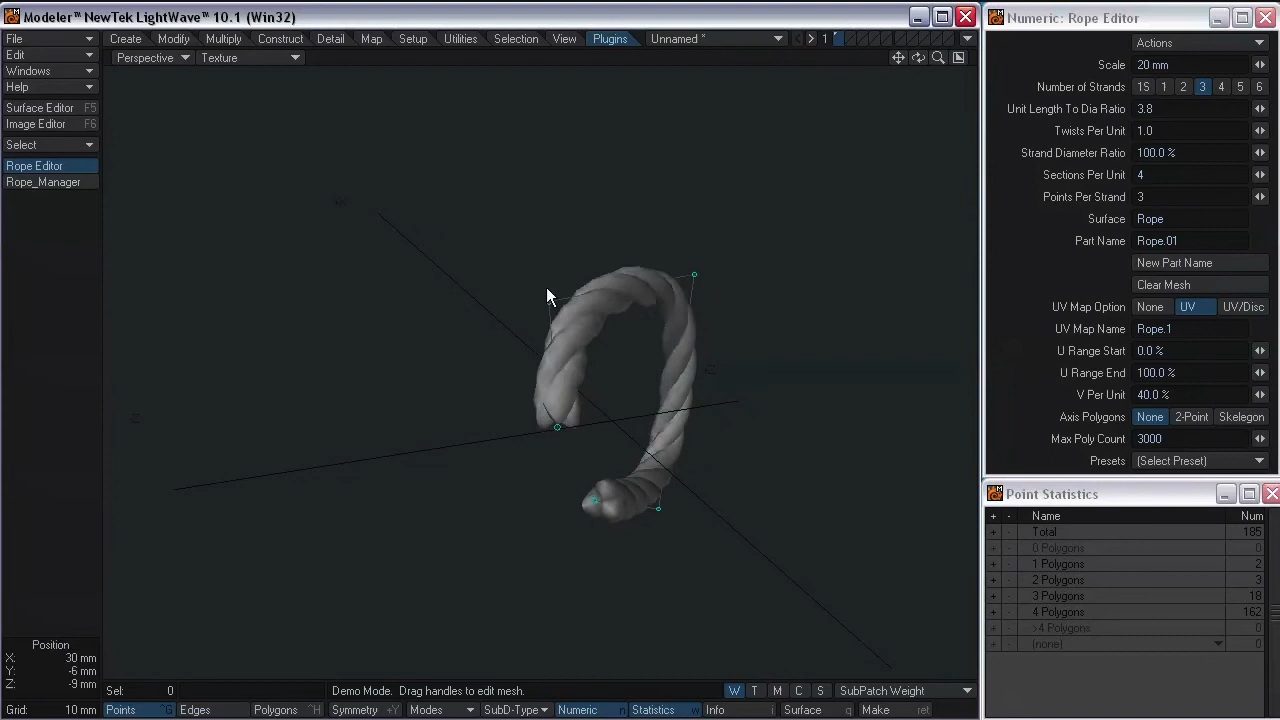 Modeler™ NewTek LightWave™ 10.1 (Win32)
File
Create Modify Multiply Construct Detail Map Setup Utilities Selection View Plugins Unnamed * 1
Edit
Perspective Texture
Windows
Help
Surface Editor F5
Image Editor F6
Select
Rope Editor
Rope_Manager
Position
X: 30 mm
Y: -6 mm
Z: -9 mm
Sel: 0 Demo Mode. Drag handles to edit mesh. W T M C S SubPatch Weight
Grid: 10 mm Points ^G Edges Polygons ^H Symmetry +Y Modes SubD-Type Numeric n Statistics w Info i Surface q Make ret
Numeric: Rope Editor
Actions
Scale 20 mm
Number of Strands 1S 1 2 3 4 5 6
Unit Length To Dia Ratio 3.8
Twists Per Unit 1.0
Strand Diameter Ratio 100.0 %
Sections Per Unit 4
Points Per Strand 3
Surface Rope
Part Name Rope.01
New Part Name
Clear Mesh
UV Map Option None UV UV/Disc
UV Map Name Rope.1
U Range Start 0.0 %
U Range End 100.0 %
V Per Unit 40.0 %
Axis Polygons None 2-Point Skelegon
Max Poly Count 3000
Presets (Select Preset)
Point Statistics
+ - Name Num
+ - Total 185
+ - 0 Polygons 0
+ - 1 Polygons 2
+ - 2 Polygons 3
+ - 3 Polygons 18
+ - 4 Polygons 162
+ - >4 Polygons 0
+ - (none) 0